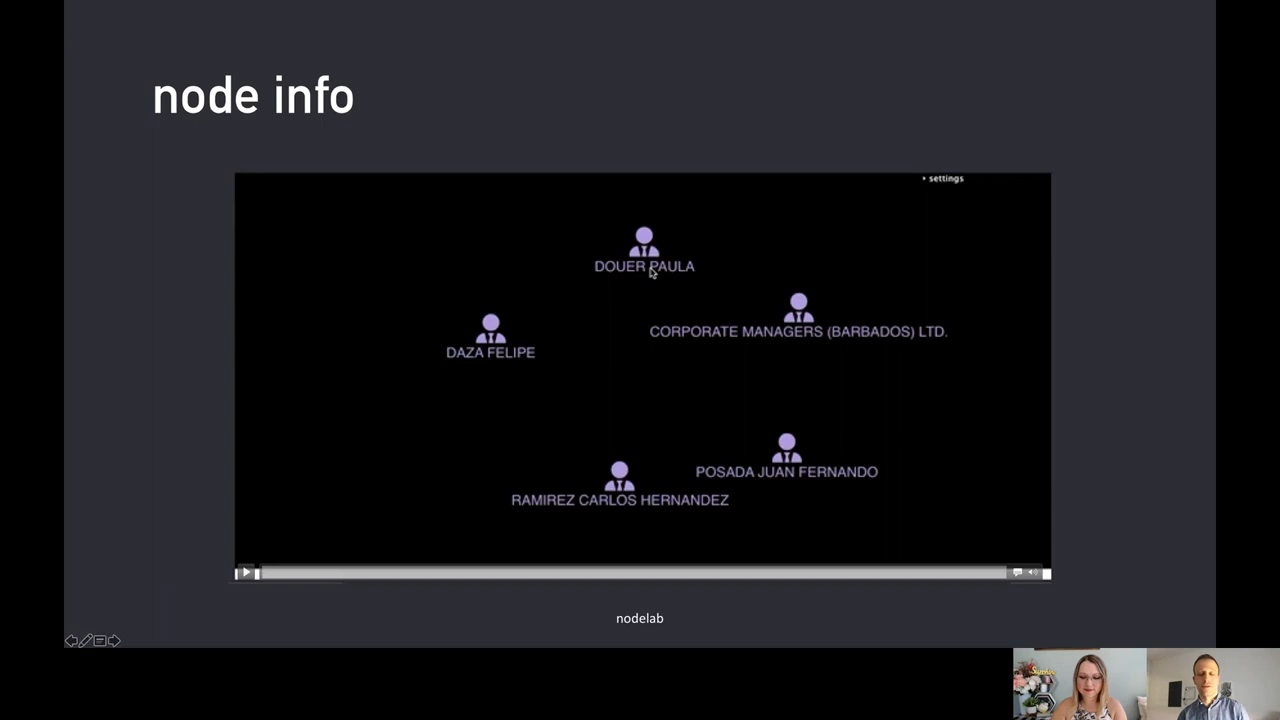 node info
• settings
DOUER PAULA
CORPORATE MANAGERS (BARBADOS) LTD.
DAZA FELIPE
POSADA JUAN FERNANDO
RAMIREZ CARLOS HERNANDEZ
nodelab